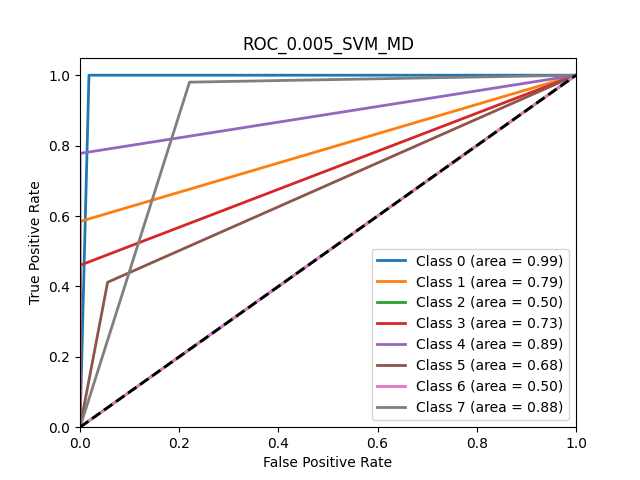 ROC_0.005_SVM_MD
True Positive Rate
1.0
0.8
0.6
0.4
0.2
0.0
Class 0 (area = 0.99)
Class 1 (area = 0.79)
Class 2 (area = 0.50)
Class 3 (area = 0.73)
Class 4 (area = 0.89)
Class 5 (area = 0.68)
Class 6 (area = 0.50)
Class 7 (area = 0.88)
0.0 0.2 0.4 0.6 0.8 1.0
False Positive Rate